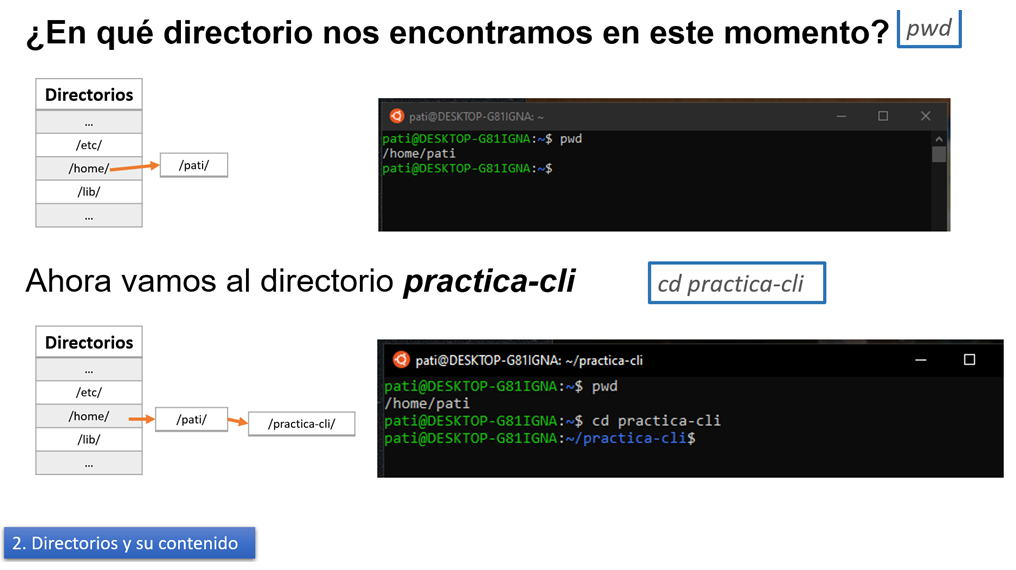 ¿En qué directorio nos encontramos en este momento? pwd
Directorios
...
/etc/
/home/
/lib/
...
/pati/
pati@DESKTOP-G81IGNA: ~
pati@DESKTOP-G81IGNA:~$ pwd
/home/pati
pati@DESKTOP-G81IGNA:~$
Ahora vamos al directorio practica-cli
cd practica-cli
Directorios
...
/etc/
/home/
/lib/
...
/pati/
/practica-cli/
pati@DESKTOP-G81IGNA: ~/practica-cli
pati@DESKTOP-G81IGNA:~$ pwd
/home/pati
pati@DESKTOP-G81IGNA:~$ cd practica-cli
pati@DESKTOP-G81IGNA:~/practica-cli$
2. Directorios y su contenido